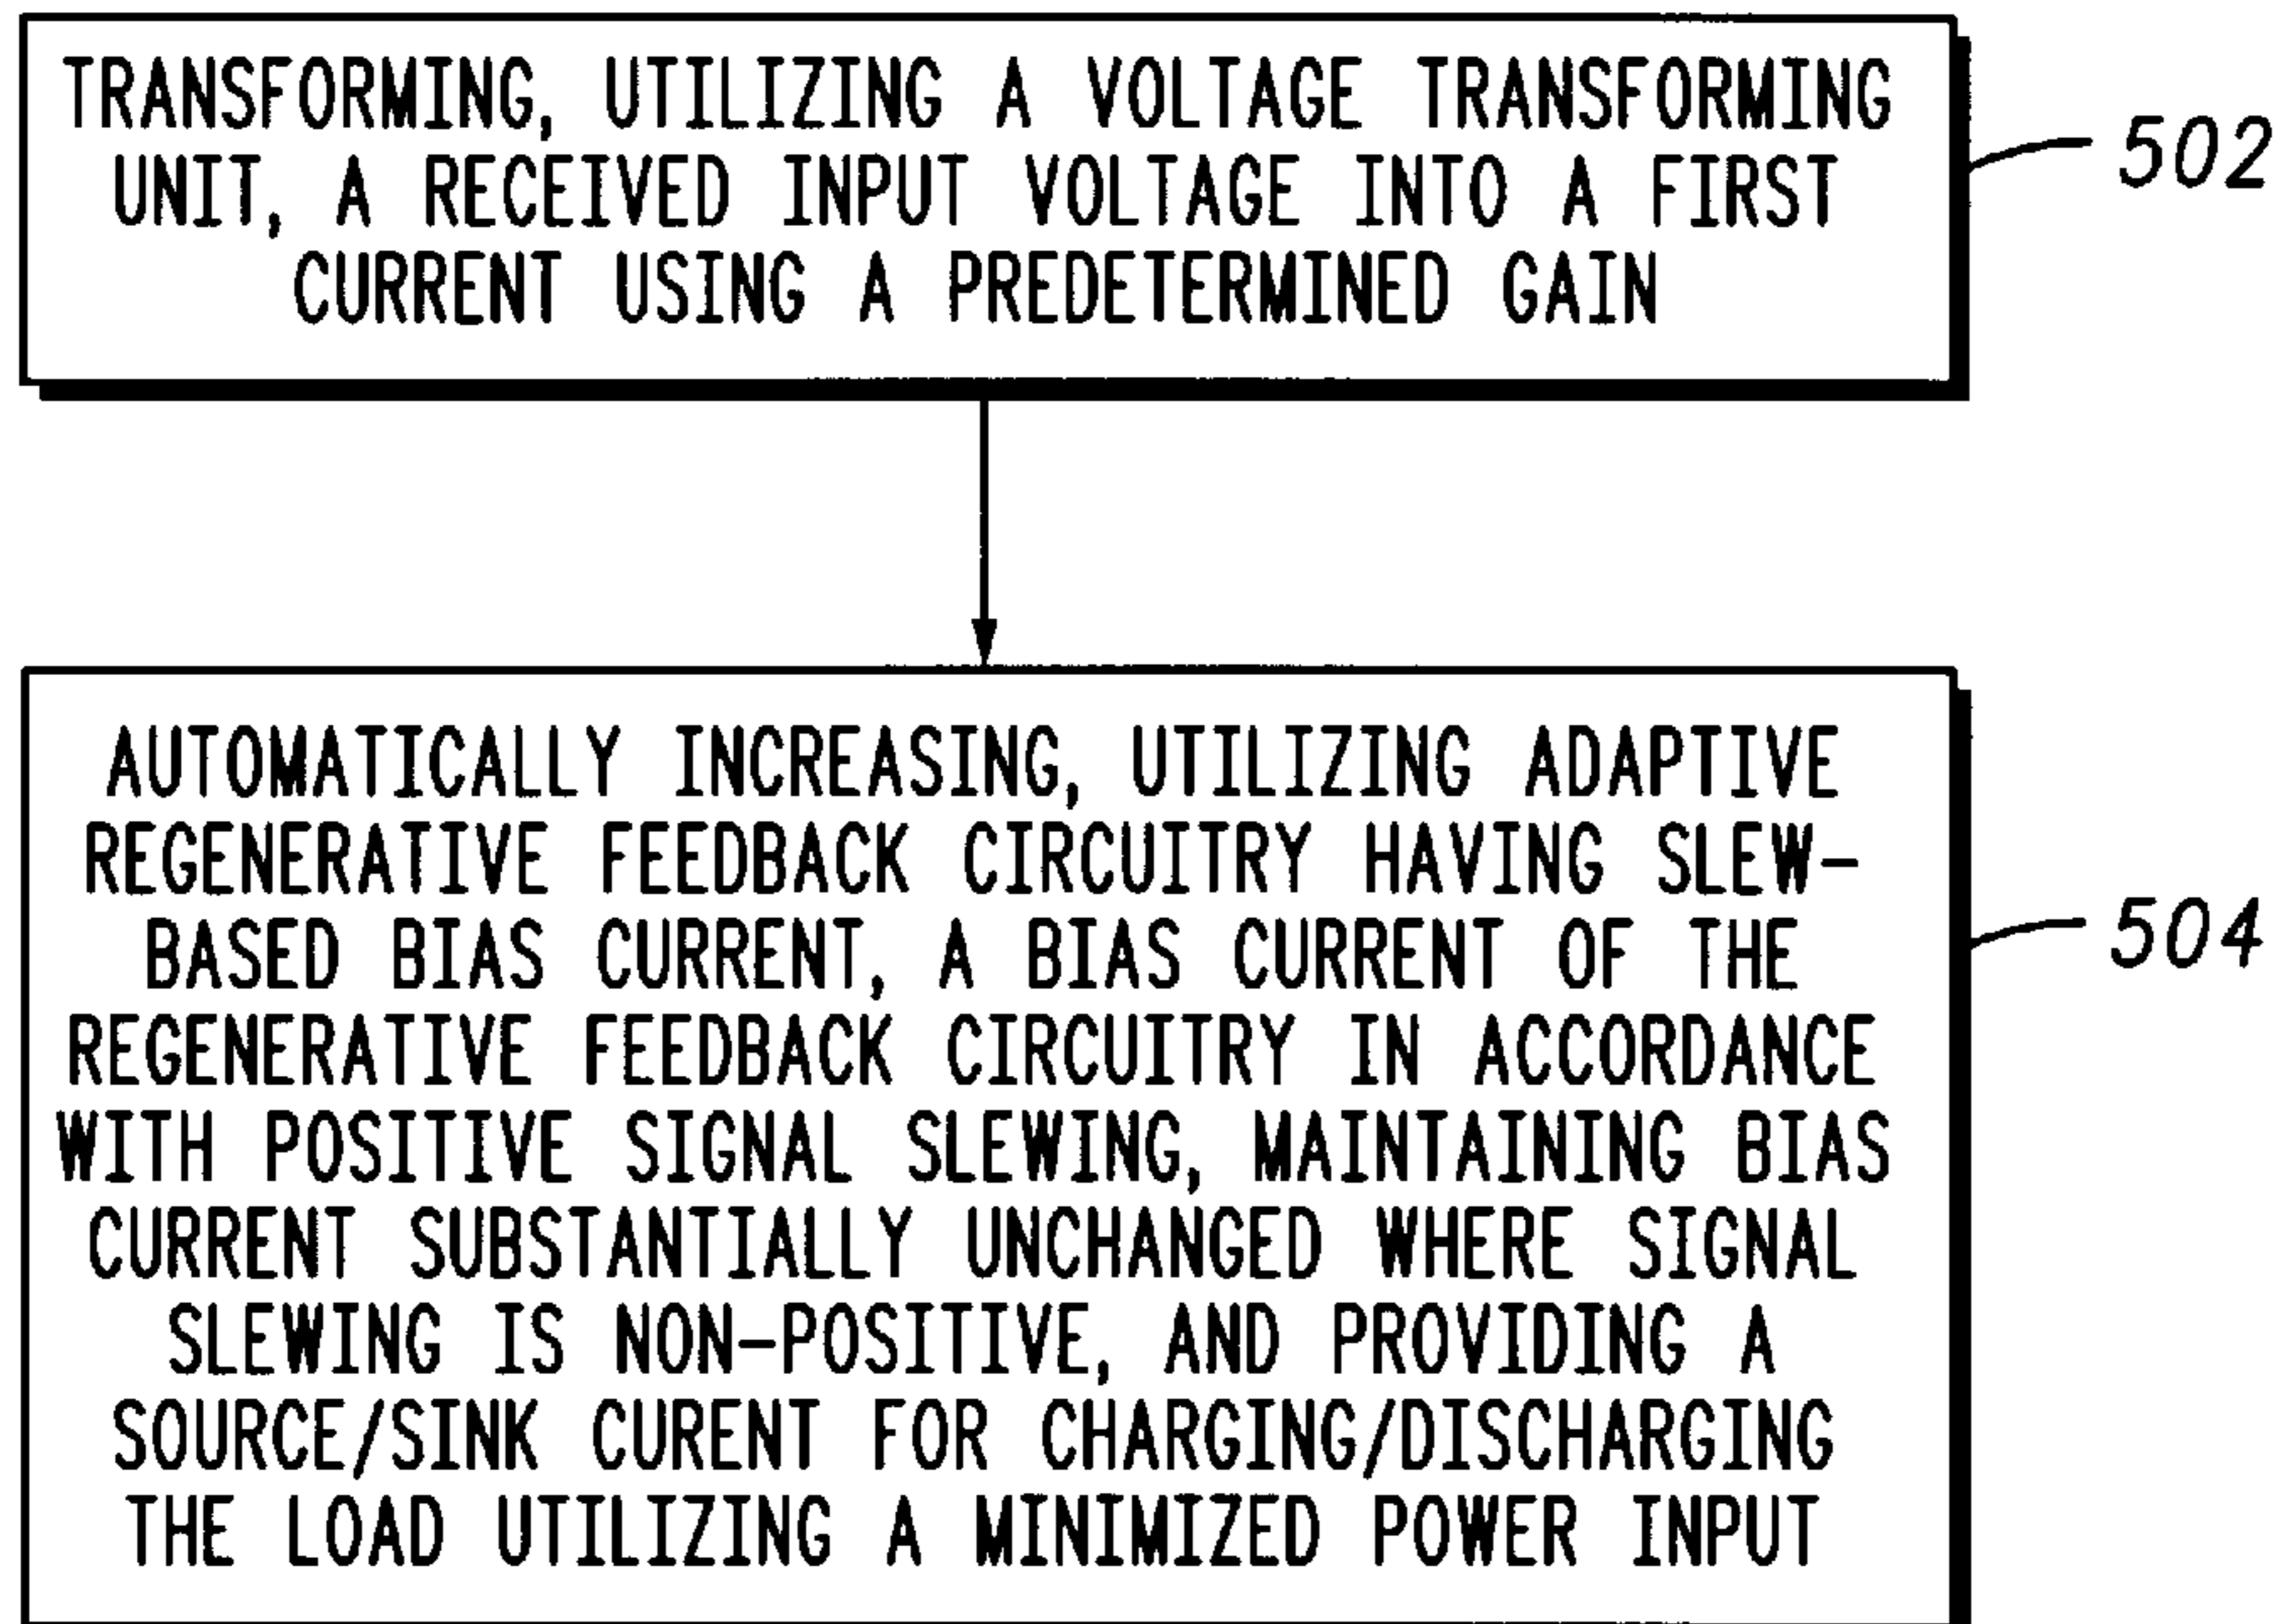 TRANSFORMING, UTILIZING A VOLTAGE TRANSFORMING
UNIT, A RECEIVED INPUT VOLTAGE INTO A FIRST
CURRENT USING A PREDETERMINED GAIN
502
AUTOMATICALLY INCREASING, UTILIZING ADAPTIVE
REGENERATIVE FEEDBACK CIRCUITRY HAVING SLEW-
BASED BIAS CURRENT, A BIAS CURRENT OF THE
REGENERATIVE FEEDBACK CIRCUITRY IN ACCORDANCE
WITH POSITIVE SIGNAL SLEWING, MAINTAINING BIAS
CURRENT SUBSTANTIALLY UNCHANGED WHERE SIGNAL
SLEWING IS NON-POSITIVE, AND PROVIDING A
SOURCE/SINK CURENT FOR CHARGING/DISCHARGING
THE LOAD UTILIZING A MINIMIZED POWER INPUT
504